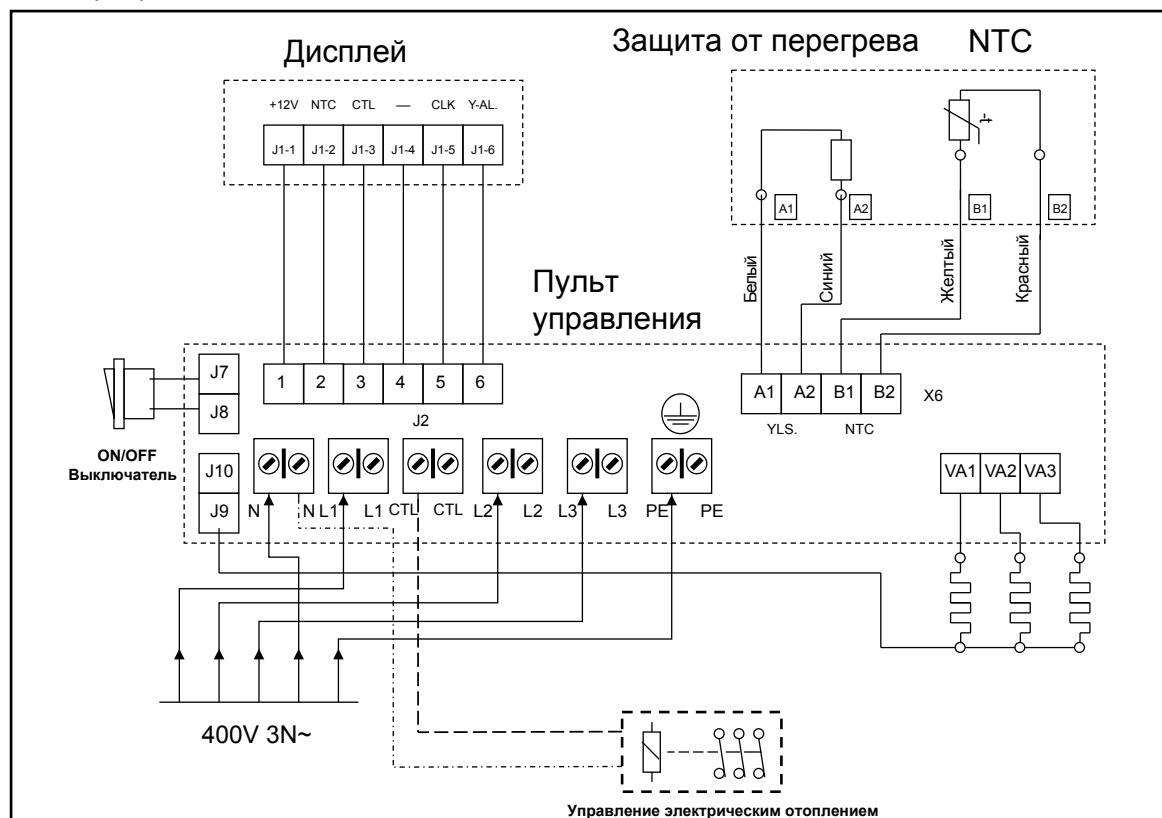 Дисплей
Защита от перегрева NTC
+12V NTC CTL — CLK Y-AL.
J1-1 J1-2 J1-3 J1-4 J1-5 J1-6
A1 A2 B1 B2
Белый
Синий
Желтый
Красный
Пульт
управления
J7
J8
1 2 3 4 5 6
J2
A1 A2 B1 B2 X6
YLS. NTC
ON/OFF
Выключатель
J10
J9
N N L1 L1 CTL CTL L2 L2 L3 L3 PE PE
VA1 VA2 VA3
400V 3N~
Управление электрическим отоплением